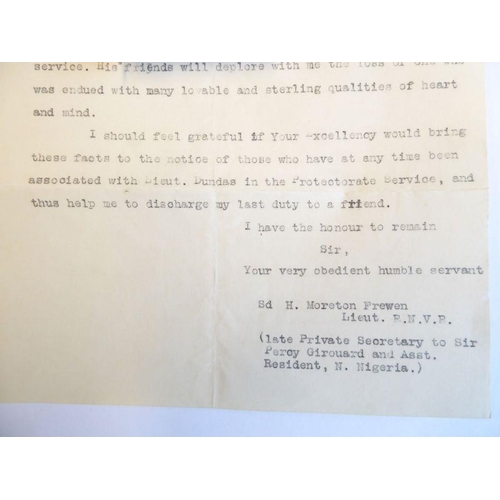 service. His friends will deplore with me the loss of one who
was endued with many lovable and sterling qualities of heart
and mind.
I should feel grateful if Your Excellency would bring
these facts to the notice of those who have at any time been
associated with Lieut. Dundas in the Protectorate Service, and
thus help me to discharge my last duty to a friend.
I have the honour to remain
Sir,
Your very obedient humble servant
Sd H. Moreton Frewen
Lieut. R.N.V.R.
(late Private Secretary to Sir
Percy Girouard and Asst.
Resident, N. Nigeria.)